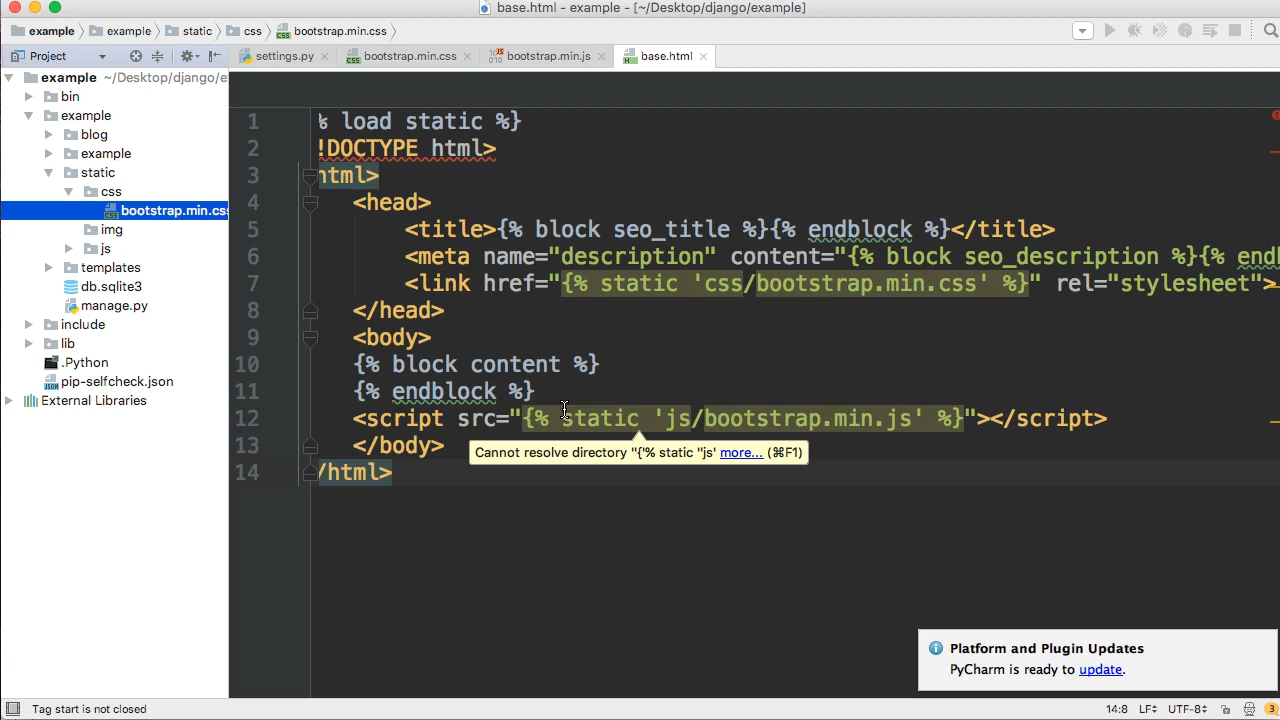 base.html - example - [~/Desktop/django/example]
example example static css bootstrap.min.css
Project settings.py bootstrap.min.css bootstrap.min.js base.html
example ~/Desktop/django/e
bin
example
blog
example
static
css
bootstrap.min.css
img
js
templates
db.sqlite3
manage.py
include
lib
.Python
pip-selfcheck.json
External Libraries
1 % load static %}
2 !DOCTYPE html>
3 html>
4 <head>
5 <title>{% block seo_title %}{% endblock %}</title>
6 <meta name="description" content="{% block seo_description %}{% endb
7 <link href="{% static 'css/bootstrap.min.css' %}" rel="stylesheet">
8 </head>
9 <body>
10 {% block content %}
11 {% endblock %}
12 <script src="{% static 'js/bootstrap.min.js' %}"></script>
13 </body>
14 /html>
Cannot resolve directory "{'% static "js' more... (⌘F1)
Platform and Plugin Updates
PyCharm is ready to update.
Tag start is not closed 14:8 LF÷ UTF-8÷ 3